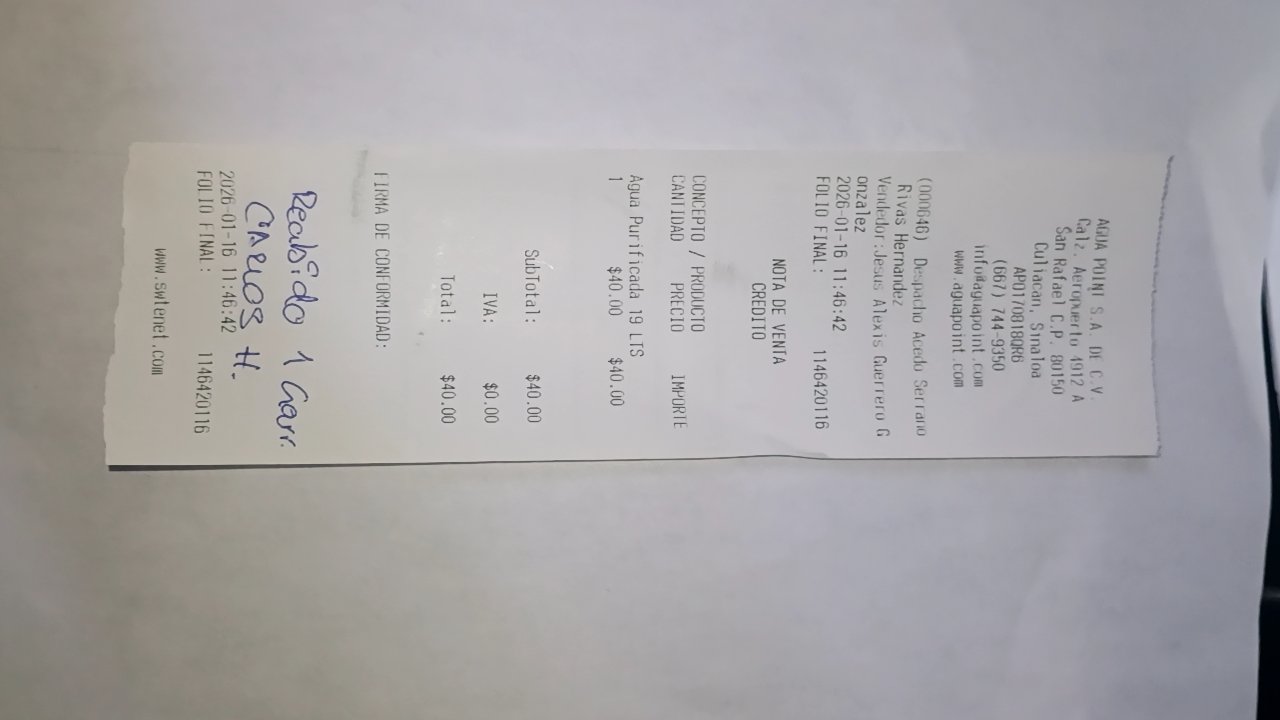 AGUA POINT S.A. DE C.V.
Calz. Aeropuerto 4912 A
San Rafael C.P. 80150
Culiacan, Sinaloa
APO170818QR6
(667) 744-9350
info@aguapoint.com
www.aguapoint.com
(000646) Despacho Acedo Serrano
Rivas Hernandez
Vendedor:Jesus Alexis Guerrero G
onzalez
2026-01-16 11:46:42
FOLIO FINAL: 1146420116
NOTA DE VENTA
CREDITO
CONCEPTO / PRODUCTO
CANTIDAD PRECIO IMPORTE
Agua Purificada 19 LTS
1 $40.00 $40.00
SubTotal: $40.00
IVA: $0.00
Total: $40.00
FIRMA DE CONFORMIDAD:
Recibido 1 Garr.
CARLOS H.
2026-01-16 11:46:42
FOLIO FINAL: 1146420116
www.swtenet.com